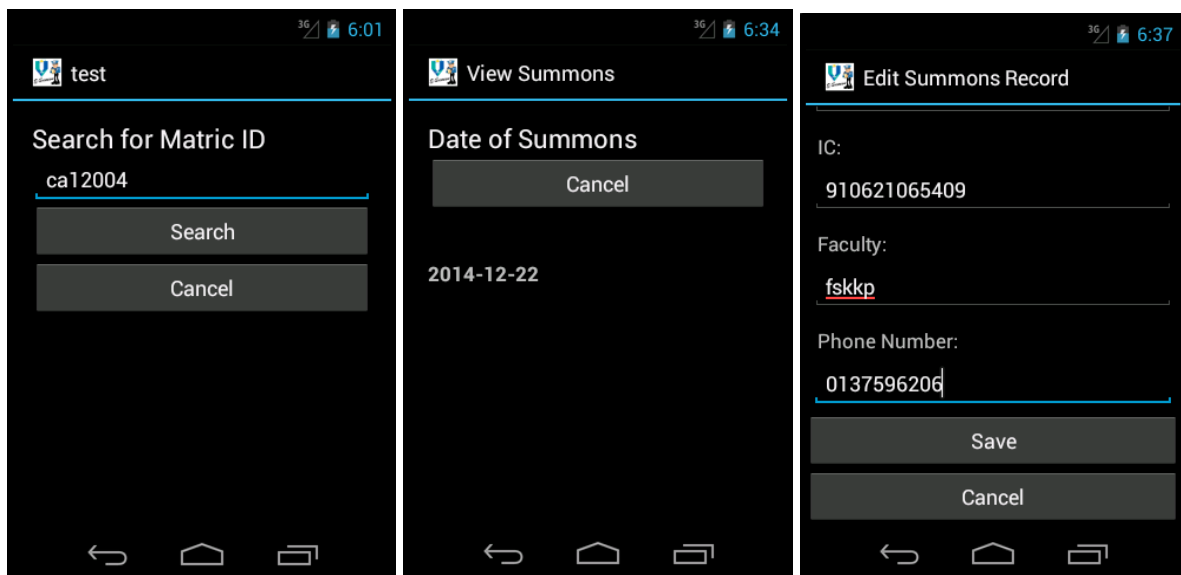 3G 6:01
test
Search for Matric ID
ca12004
Search
Cancel
3G 6:34
View Summons
Date of Summons
Cancel
2014-12-22
3G 6:37
Edit Summons Record
IC:
910621065409
Faculty:
fskkp
Phone Number:
0137596206
Save
Cancel